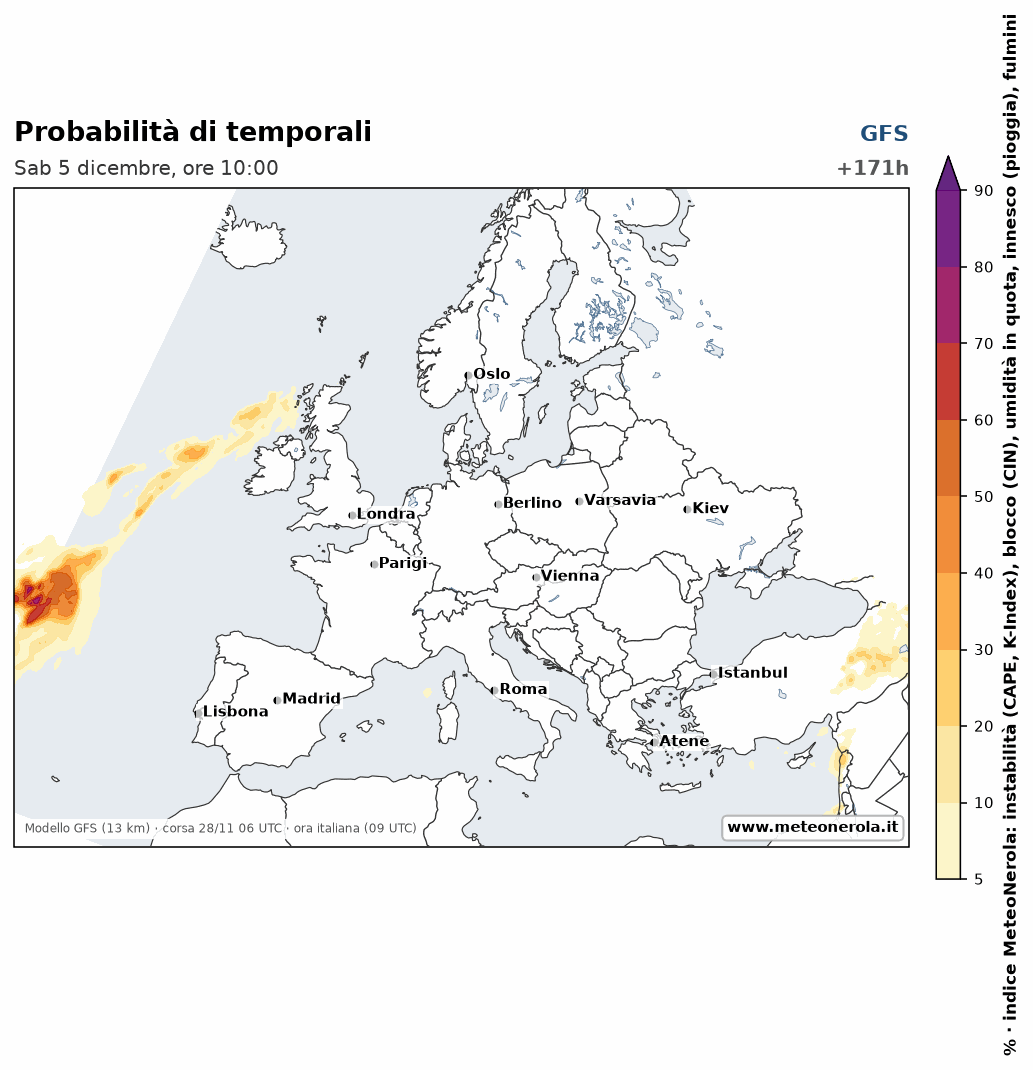 Probabilità di temporali
GFS
Sab 5 dicembre, ore 10:00
+171h
Oslo
Berlino
Varsavia
Kiev
Londra
Parigi
Vienna
Istanbul
Roma
Madrid
Lisbona
Atene
Modello GFS (13 km) · corsa 28/11 06 UTC · ora italiana (09 UTC)
www.meteonerola.it
90
80
70
60
50
40
30
20
10
5
% · indice MeteoNerola: instabilità (CAPE, K-Index), blocco (CIN), umidità in quota, innesco (pioggia), fulmini